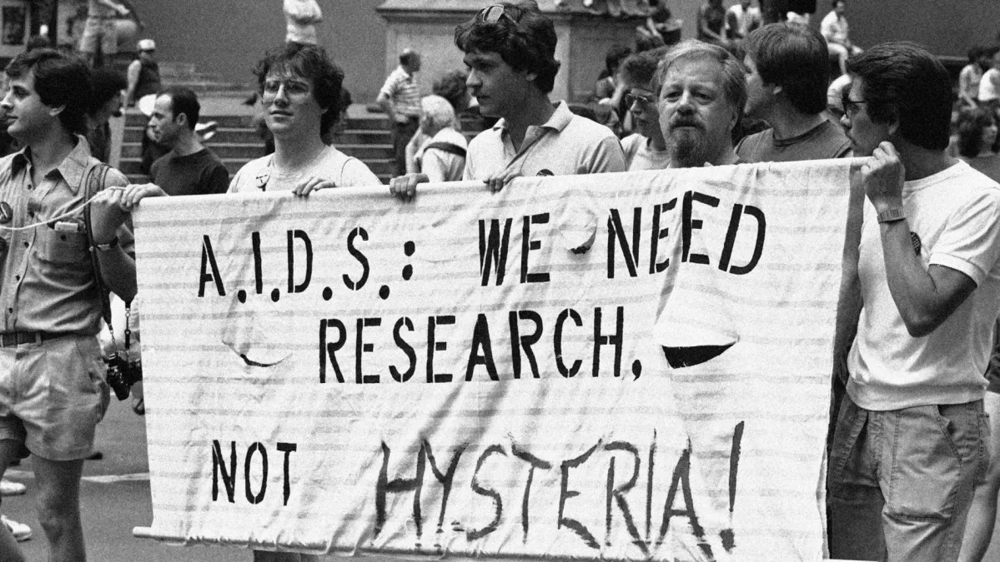 A.I.D.S.: WE NEED
RESEARCH,
NOT HYSTERIA!